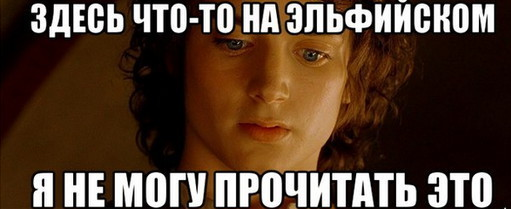 ЗДЕСЬ ЧТО-ТО НА ЭЛЬФИЙСКОМ
Я НЕ МОГУ ПРОЧИТАТЬ ЭТО